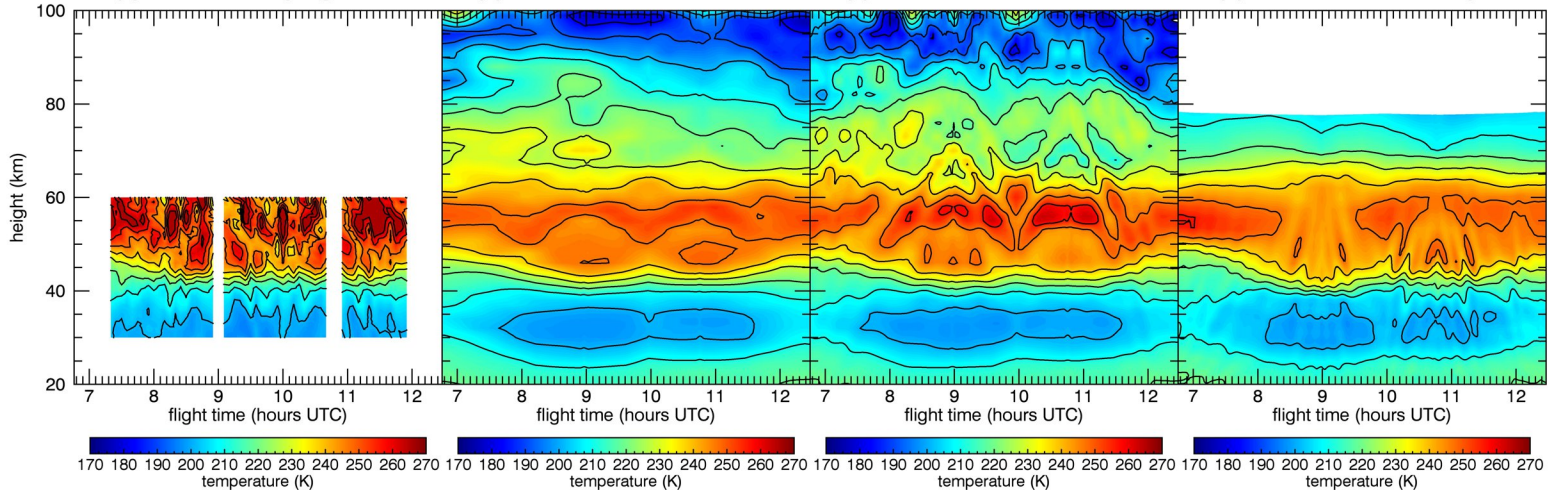 100
80
60
40
20
height (km)
7 8 9 10 11 12 7 8 9 10 11 12 7 8 9 10 11 12 7 8 9 10 11 12
flight time (hours UTC) flight time (hours UTC) flight time (hours UTC) flight time (hours UTC)
170 180 190 200 210 220 230 240 250 260 270 170 180 190 200 210 220 230 240 250 260 270 170 180 190 200 210 220 230 240 250 260 270 170 180 190 200 210 220 230 240 250 260 270
temperature (K) temperature (K) temperature (K) temperature (K)